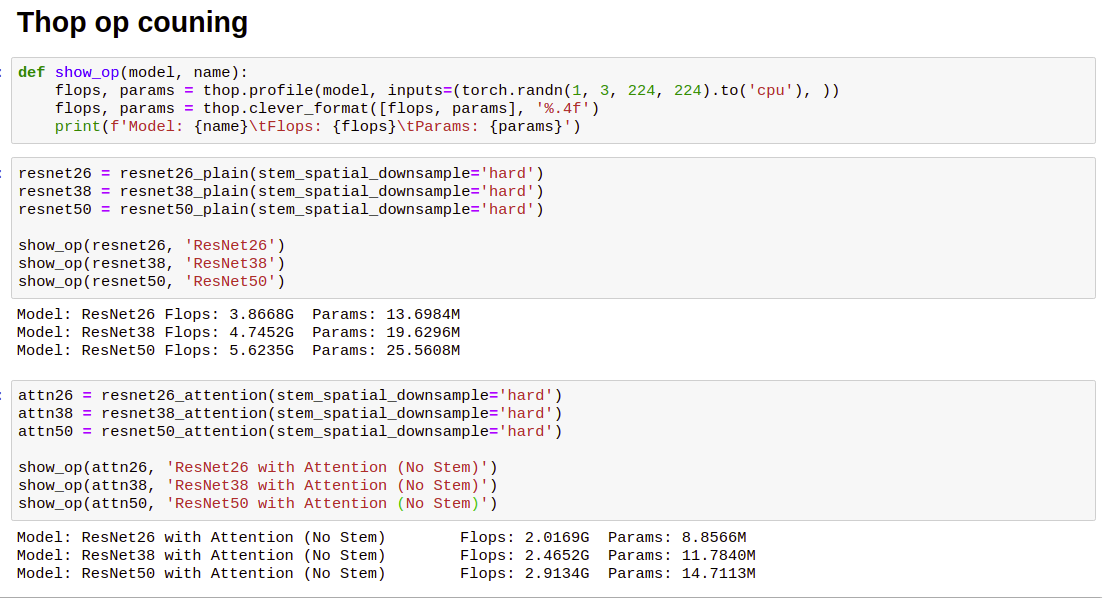 Thop op couning
def show_op(model, name):
    flops, params = thop.profile(model, inputs=(torch.randn(1, 3, 224, 224).to('cpu'), ))
    flops, params = thop.clever_format([flops, params], '%.4f')
    print(f'Model: {name}\tFlops: {flops}\tParams: {params}')
resnet26 = resnet26_plain(stem_spatial_downsample='hard')
resnet38 = resnet38_plain(stem_spatial_downsample='hard')
resnet50 = resnet50_plain(stem_spatial_downsample='hard')
show_op(resnet26, 'ResNet26')
show_op(resnet38, 'ResNet38')
show_op(resnet50, 'ResNet50')
Model: ResNet26 Flops: 3.8668G  Params: 13.6984M
Model: ResNet38 Flops: 4.7452G  Params: 19.6296M
Model: ResNet50 Flops: 5.6235G  Params: 25.5608M
attn26 = resnet26_attention(stem_spatial_downsample='hard')
attn38 = resnet38_attention(stem_spatial_downsample='hard')
attn50 = resnet50_attention(stem_spatial_downsample='hard')
show_op(attn26, 'ResNet26 with Attention (No Stem)')
show_op(attn38, 'ResNet38 with Attention (No Stem)')
show_op(attn50, 'ResNet50 with Attention (No Stem)')
Model: ResNet26 with Attention (No Stem)        Flops: 2.0169G  Params: 8.8566M
Model: ResNet38 with Attention (No Stem)        Flops: 2.4652G  Params: 11.7840M
Model: ResNet50 with Attention (No Stem)        Flops: 2.9134G  Params: 14.7113M